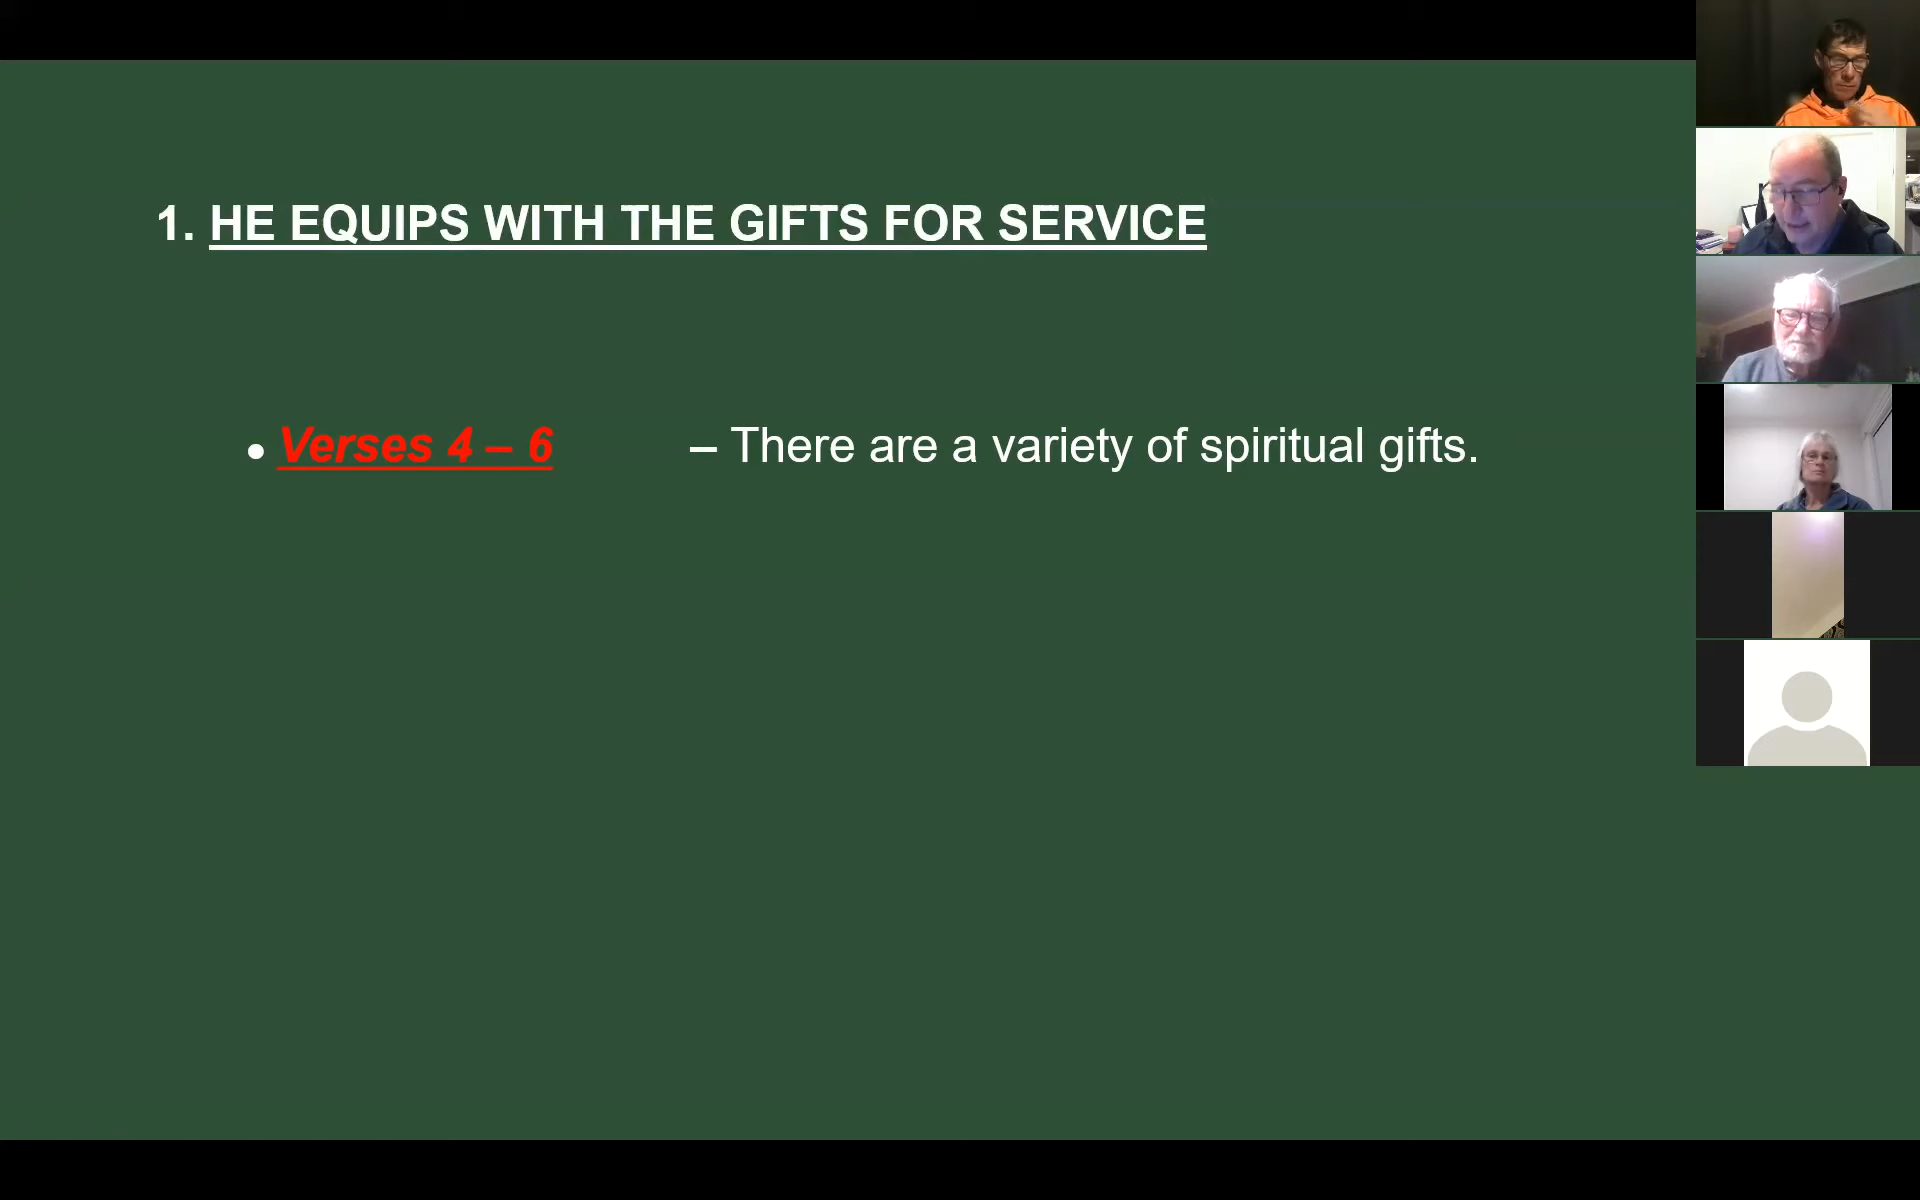 1. HE EQUIPS WITH THE GIFTS FOR SERVICE
• Verses 4 – 6 – There are a variety of spiritual gifts.